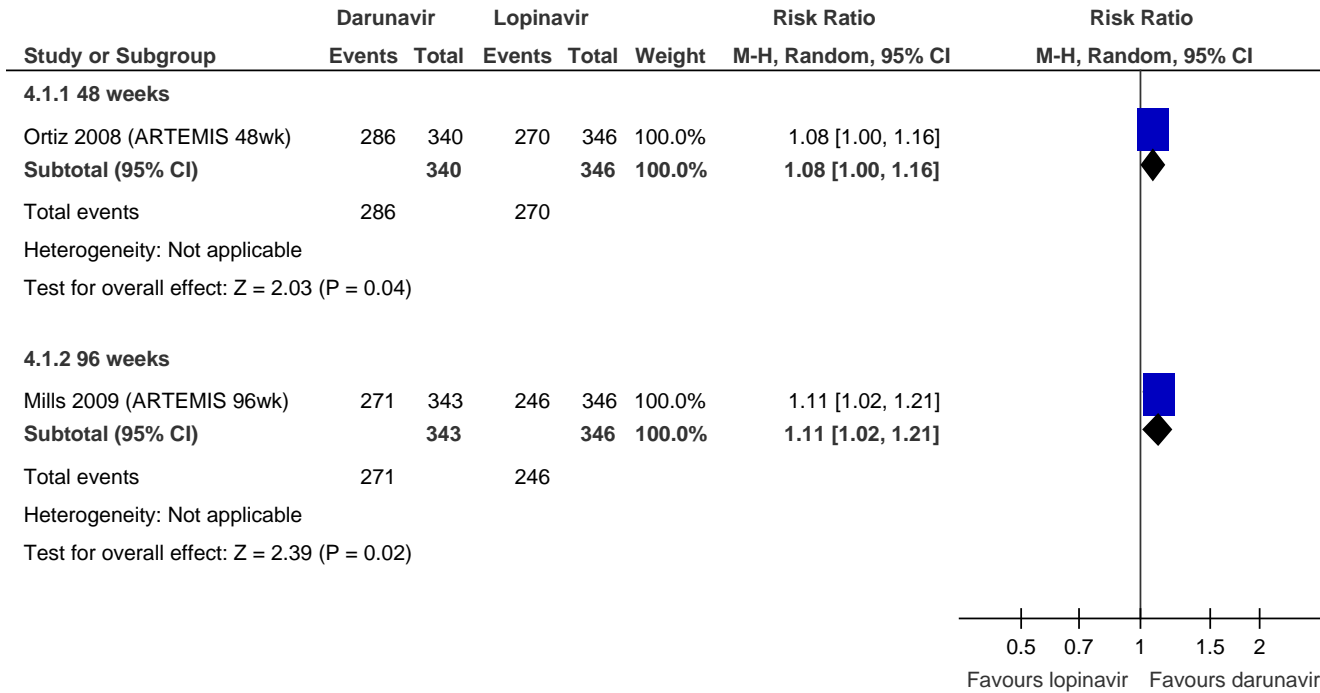 Darunavir Lopinavir Risk Ratio Risk Ratio
Study or Subgroup Events Total Events Total Weight M-H, Random, 95% CI M-H, Random, 95% CI
4.1.1 48 weeks
Ortiz 2008 (ARTEMIS 48wk) 286 340 270 346 100.0% 1.08 [1.00, 1.16]
Subtotal (95% CI) 340 346 100.0% 1.08 [1.00, 1.16]
Total events 286 270
Heterogeneity: Not applicable
Test for overall effect: Z = 2.03 (P = 0.04)
4.1.2 96 weeks
Mills 2009 (ARTEMIS 96wk) 271 343 246 346 100.0% 1.11 [1.02, 1.21]
Subtotal (95% CI) 343 346 100.0% 1.11 [1.02, 1.21]
Total events 271 246
Heterogeneity: Not applicable
Test for overall effect: Z = 2.39 (P = 0.02)
0.5 0.7 1 1.5 2
Favours lopinavir Favours darunavir